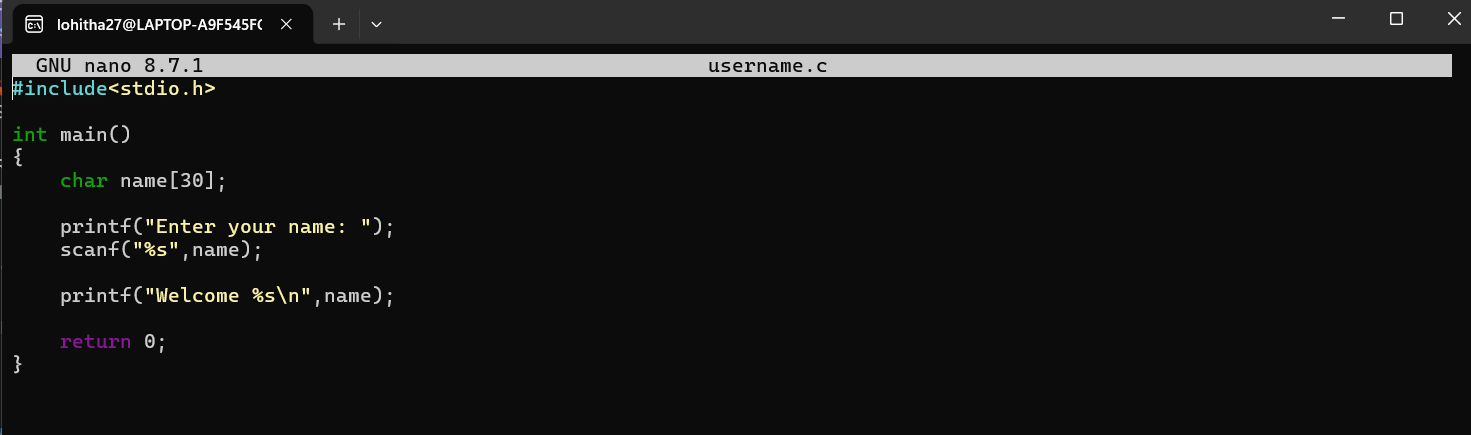 lohitha27@LAPTOP-A9F545F
GNU nano 8.7.1 username.c
#include<stdio.h>
int main()
{
    char name[30];
    printf("Enter your name: ");
    scanf("%s",name);
    printf("Welcome %s\n",name);
    return 0;
}